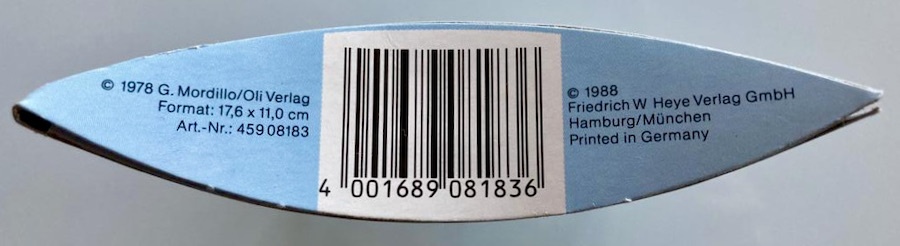 © 1978 G. Mordillo/Oli Verlag
Format: 17,6 x 11,0 cm
Art.-Nr.: 459 08183
4 001689 081836
© 1988
Friedrich W Heye Verlag GmbH
Hamburg/München
Printed in Germany